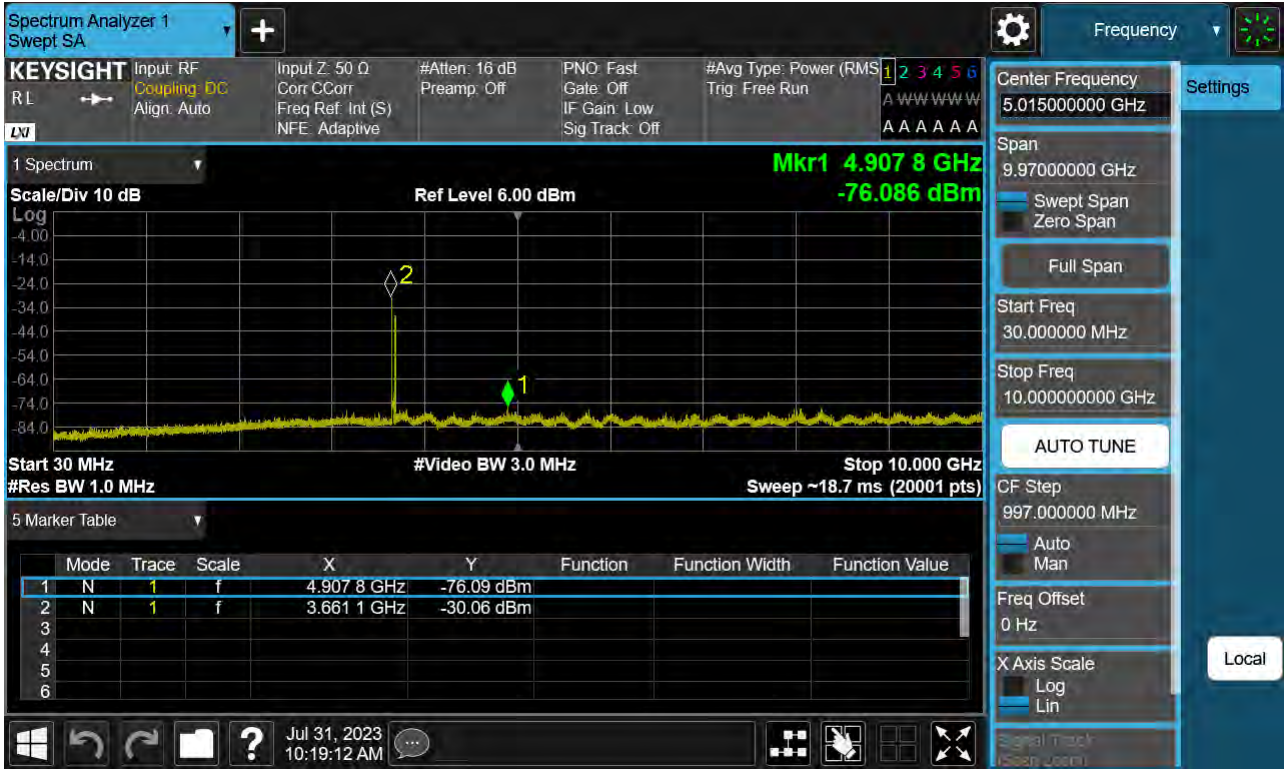 Spectrum Analyzer 1
Swept SA
+
Frequency
KEYSIGHT
RL
LXI
Input: RF
Coupling: DC
Align: Auto
Input Z: 50 Ω
Corr CCorr
Freq Ref: Int (S)
NFE: Adaptive
#Atten: 16 dB
Preamp: Off
PNO: Fast
Gate: Off
IF Gain: Low
Sig Track: Off
#Avg Type: Power (RMS
Trig: Free Run
1 2 3 4 5 6
A W W W W W
A A A A A A
1 Spectrum
Mkr1 4.907 8 GHz
Scale/Div 10 dB
Ref Level 6.00 dBm
-76.086 dBm
Log
-4.00
-14.0
-24.0
-34.0
-44.0
-54.0
-64.0
-74.0
-84.0
2
1
Start 30 MHz
#Video BW 3.0 MHz
Stop 10.000 GHz
#Res BW 1.0 MHz
Sweep ~18.7 ms (20001 pts)
5 Marker Table
Mode Trace Scale X Y Function Function Width Function Value
1 N 1 f 4.907 8 GHz -76.09 dBm
2 N 1 f 3.661 1 GHz -30.06 dBm
3
4
5
6
?
Jul 31, 2023
10:19:12 AM
Center Frequency
5.015000000 GHz
Settings
Span
9.97000000 GHz
Swept Span
Zero Span
Full Span
Start Freq
30.000000 MHz
Stop Freq
10.000000000 GHz
AUTO TUNE
CF Step
997.000000 MHz
Auto
Man
Freq Offset
0 Hz
X Axis Scale
Log
Lin
Local
Signal Track
(Span Zoom)